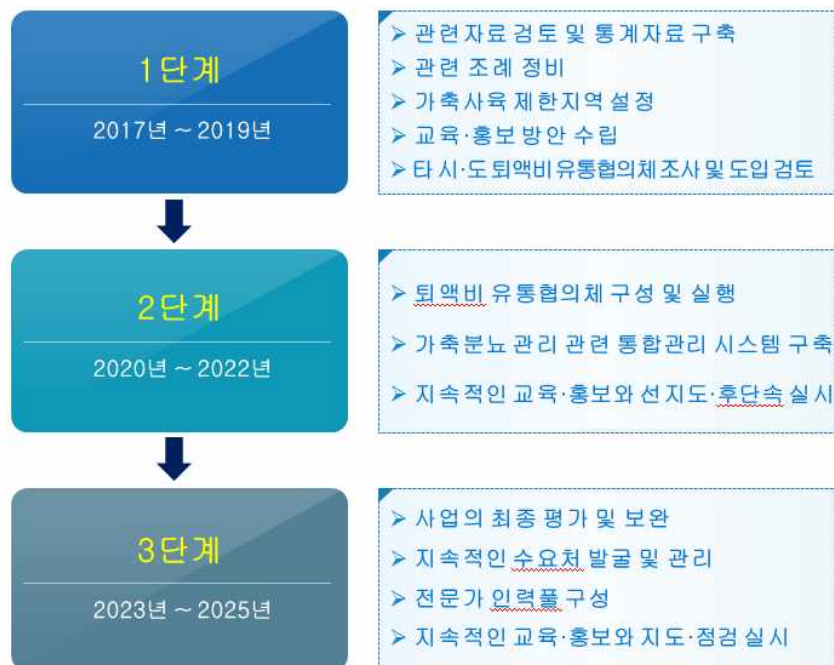 1단계
2017년 ~ 2019년
➢ 관련자료 검토 및 통계자료 구축
➢ 관련 조례 정비
➢ 가축사육 제한지역 설정
➢ 교육·홍보 방안 수립
➢ 타 시·도 퇴액비유통협의체조사 및 도입 검토
2단계
2020년 ~ 2022년
➢ 퇴액비 유통협의체 구성 및 실행
➢ 가축분뇨 관리 관련 통합관리 시스템 구축
➢ 지속적인 교육·홍보와 선지도·후단속 실시
3단계
2023년 ~ 2025년
➢ 사업의 최종 평가 및 보완
➢ 지속적인 수요처 발굴 및 관리
➢ 전문가 인력풀 구성
➢ 지속적인 교육·홍보와 지도·점검 실시